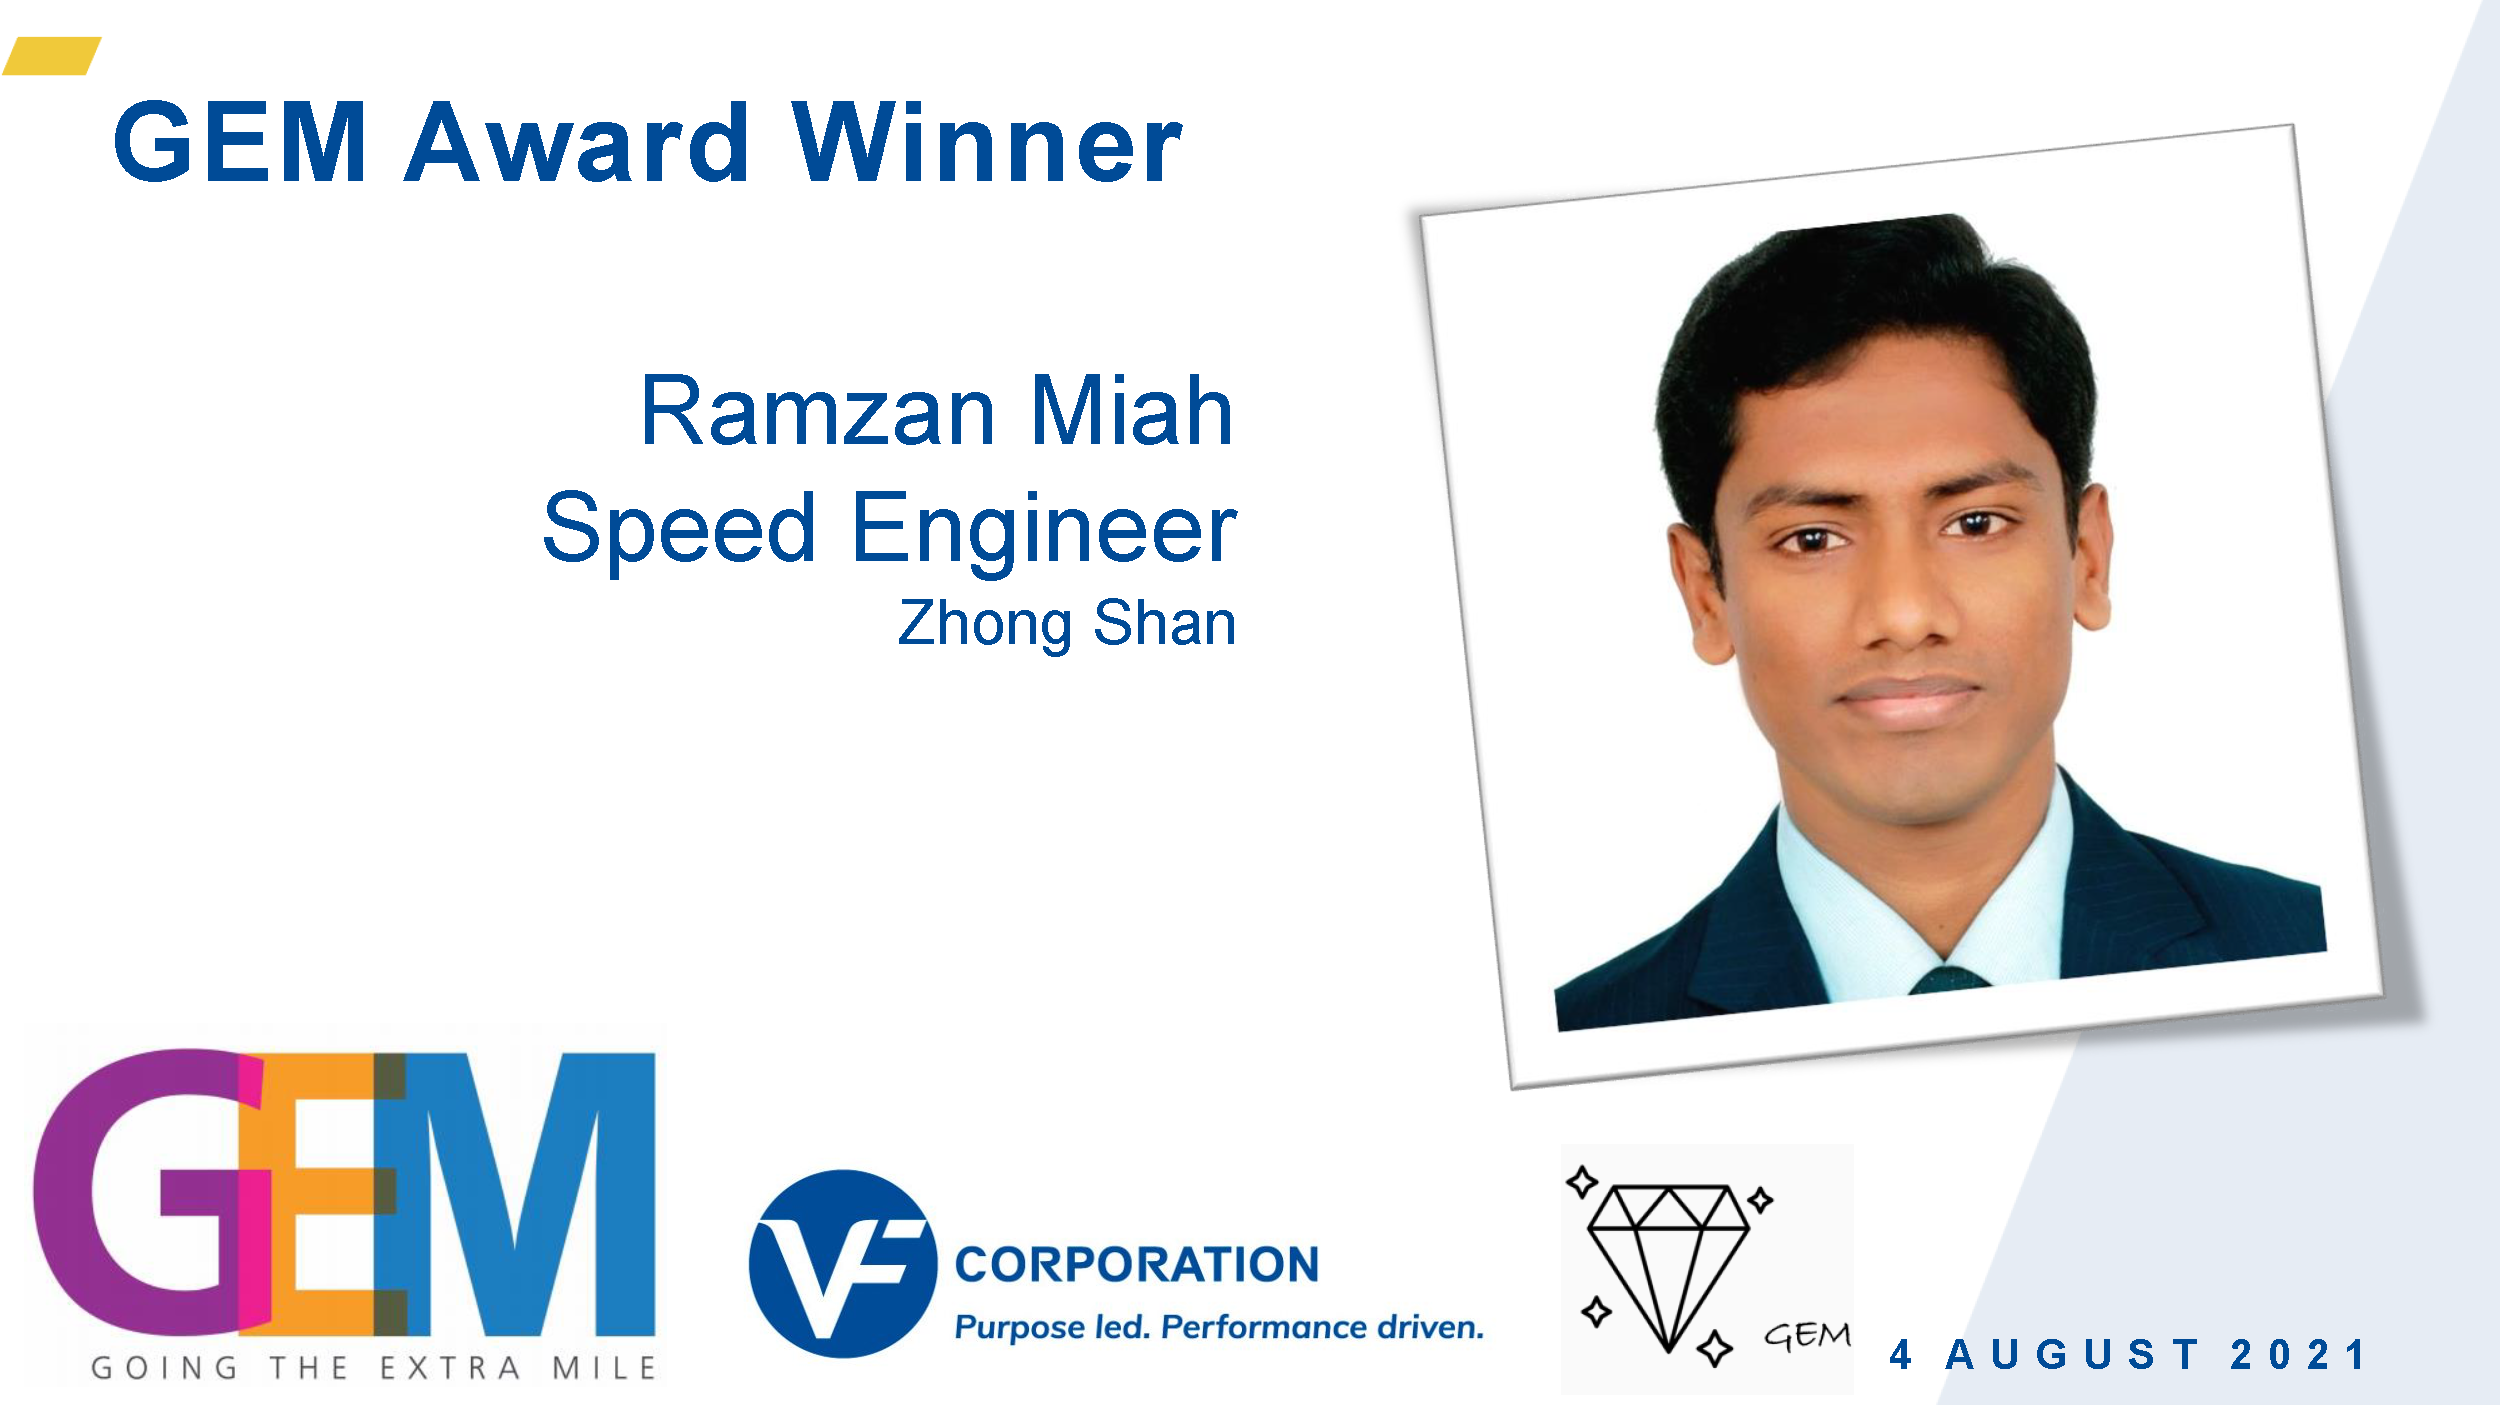 GEM Award Winner
Ramzan Miah
Speed Engineer
Zhong Shan
GEM
GOING THE EXTRA MILE
VF
CORPORATION
Purpose led. Performance driven.
GEM
4 AUGUST 2021